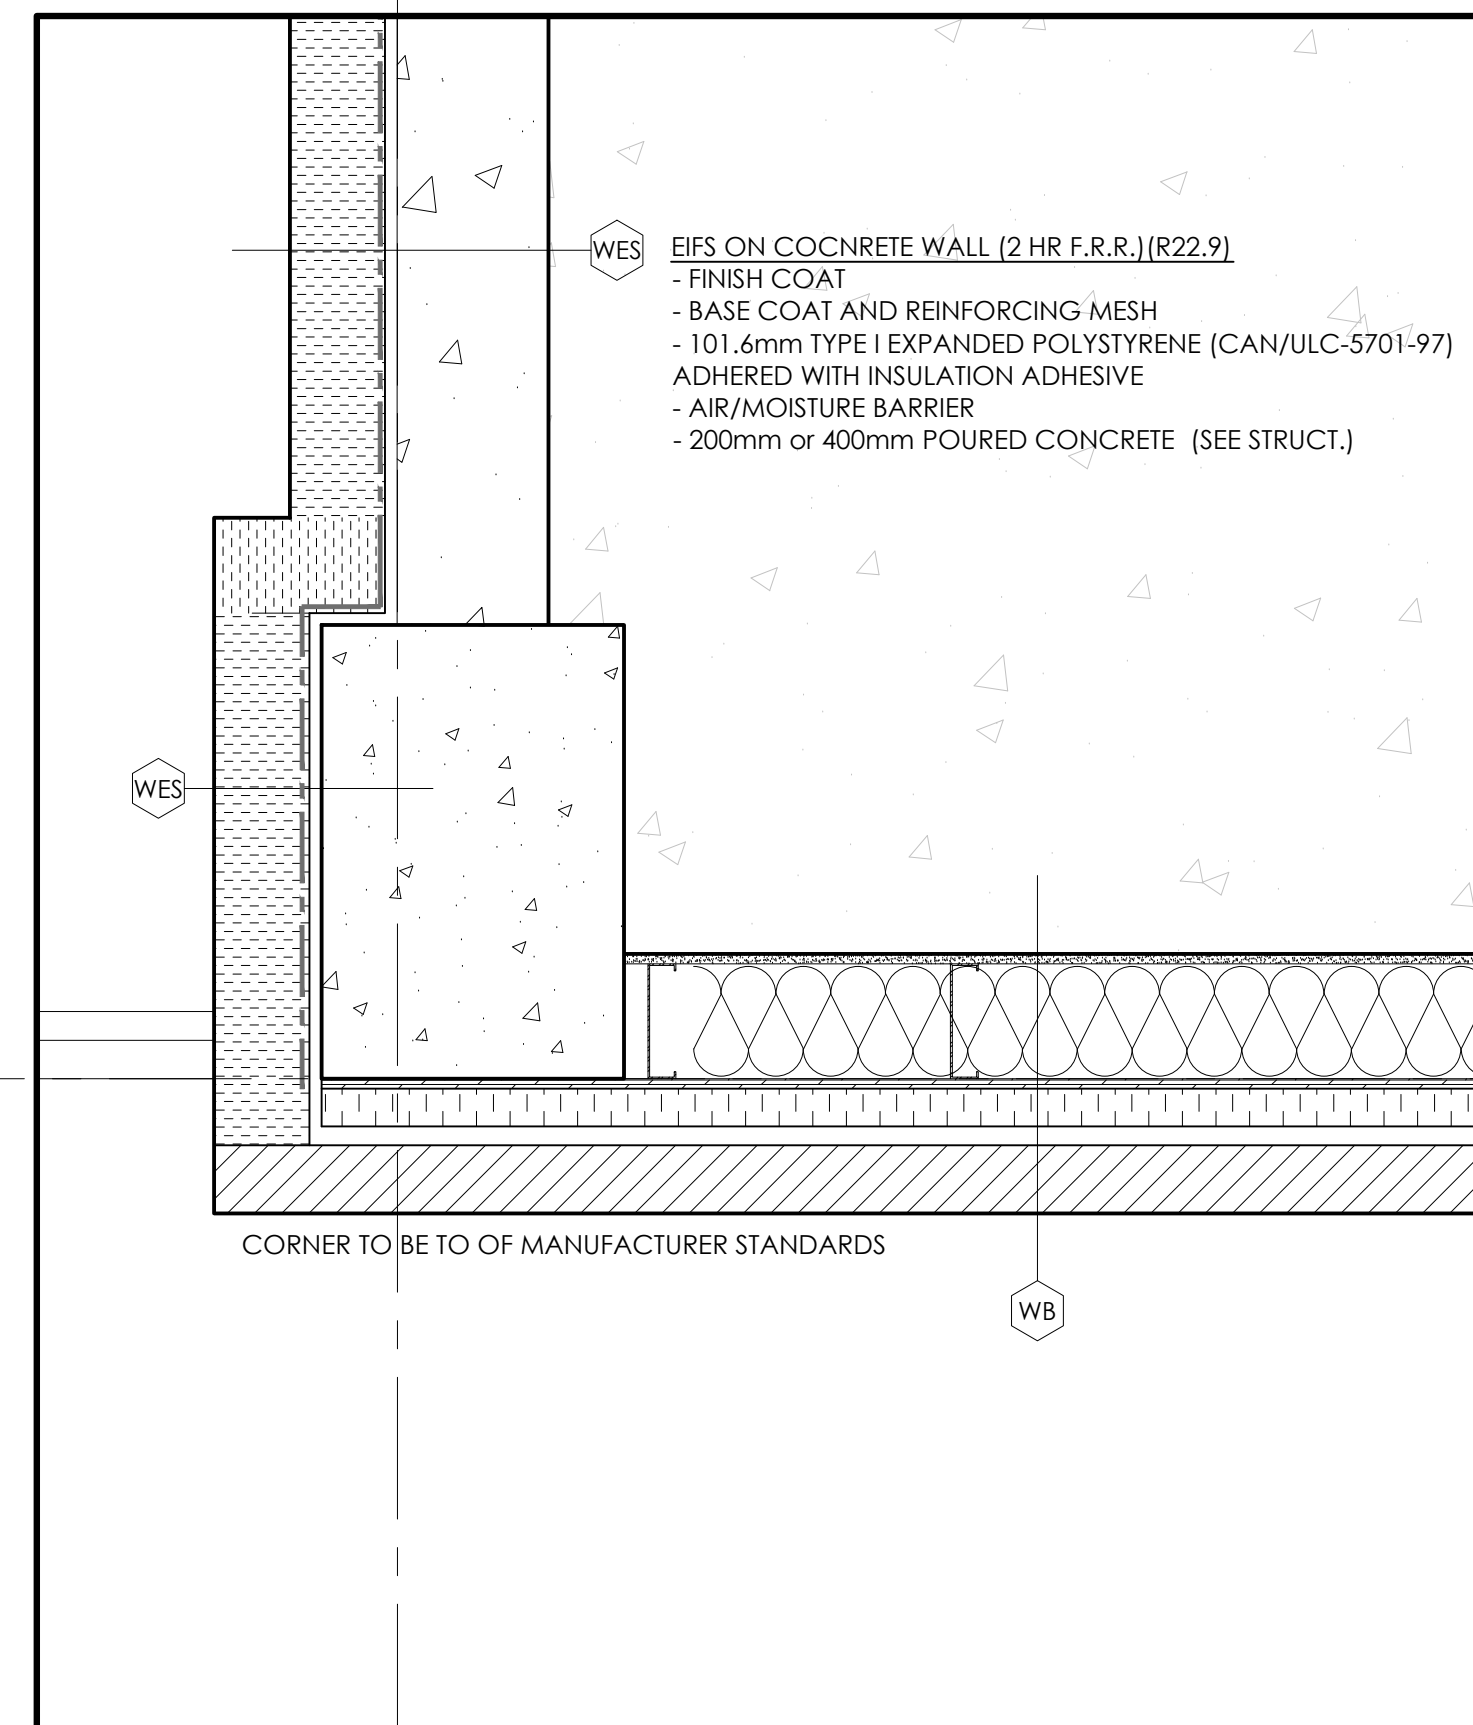 WES
EIFS ON COCNRETE WALL (2 HR F.R.R.)(R22.9)
- FINISH COAT
- BASE COAT AND REINFORCING MESH
- 101.6mm TYPE I EXPANDED POLYSTYRENE (CAN/ULC-5701-97)
ADHERED WITH INSULATION ADHESIVE
- AIR/MOISTURE BARRIER
- 200mm or 400mm POURED CONCRETE (SEE STRUCT.)
WES
CORNER TO BE TO OF MANUFACTURER STANDARDS
WB